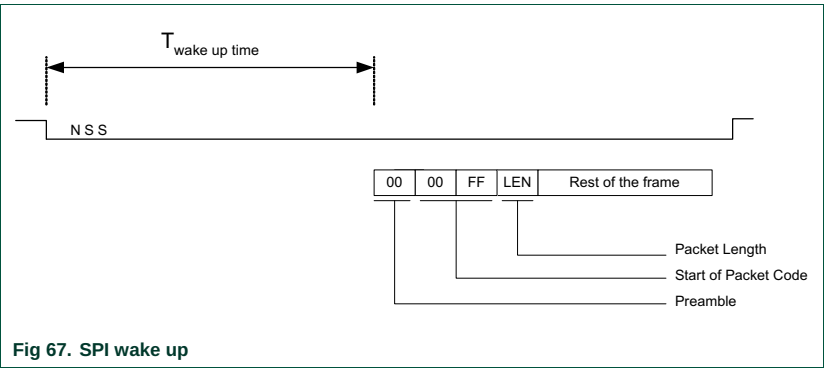 T wake up time
N S S
00 00 FF LEN Rest of the frame
Packet Length
Start of Packet Code
Preamble
Fig 67. SPI wake up